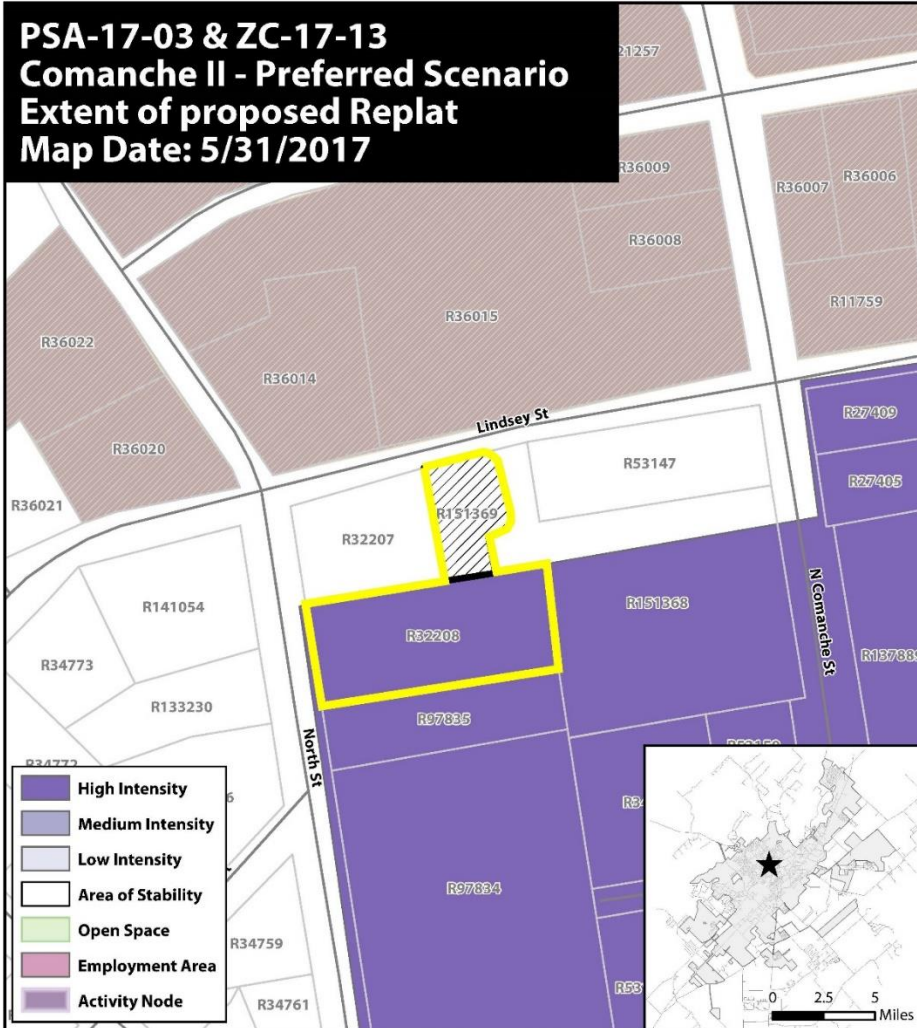 PSA-17-03 & ZC-17-13
Comanche II - Preferred Scenario
Extent of proposed Replat
Map Date: 5/31/2017
R36009
R36007
R36006
R36008
R36015
R11759
R36022
R36014
R36020
R36021
Lindsey St
R27409
R53147
R27405
R151369
R32207
R141054
R151368
N Comanche St
R32208
R34773
R133230
R97835
North St
R97834
R34759
R34761
High Intensity
Medium Intensity
Low Intensity
Area of Stability
Open Space
Employment Area
Activity Node
0 2.5 5
Miles